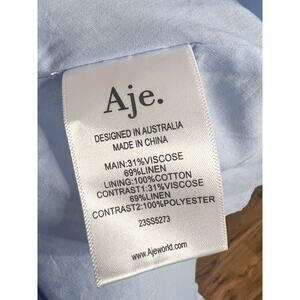 Aje.
DESIGNED IN AUSTRALIA
MADE IN CHINA
MAIN:31%VISCOSE
69%LINEN
LINING:100%COTTON
CONTRAST1:31%VISCOSE
69%LINEN
CONTRAST2:100%POLYESTER
23SS5273
www.Ajeworld.com